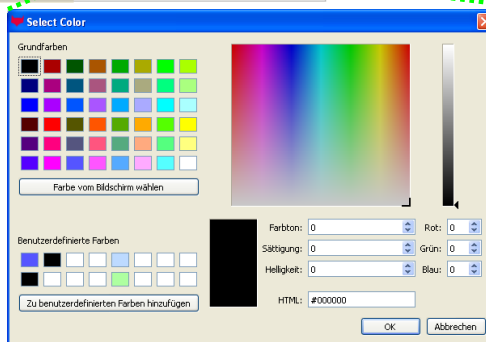 Select Color
Grundfarben
Farbe vom Bildschirm wählen
Benutzerdefinierte Farben
Zu benutzerdefinierten Farben hinzufügen
Farbton: 0
Rot: 0
Sättigung: 0
Grün: 0
Helligkeit: 0
Blau: 0
HTML: #000000
OK
Abbrechen